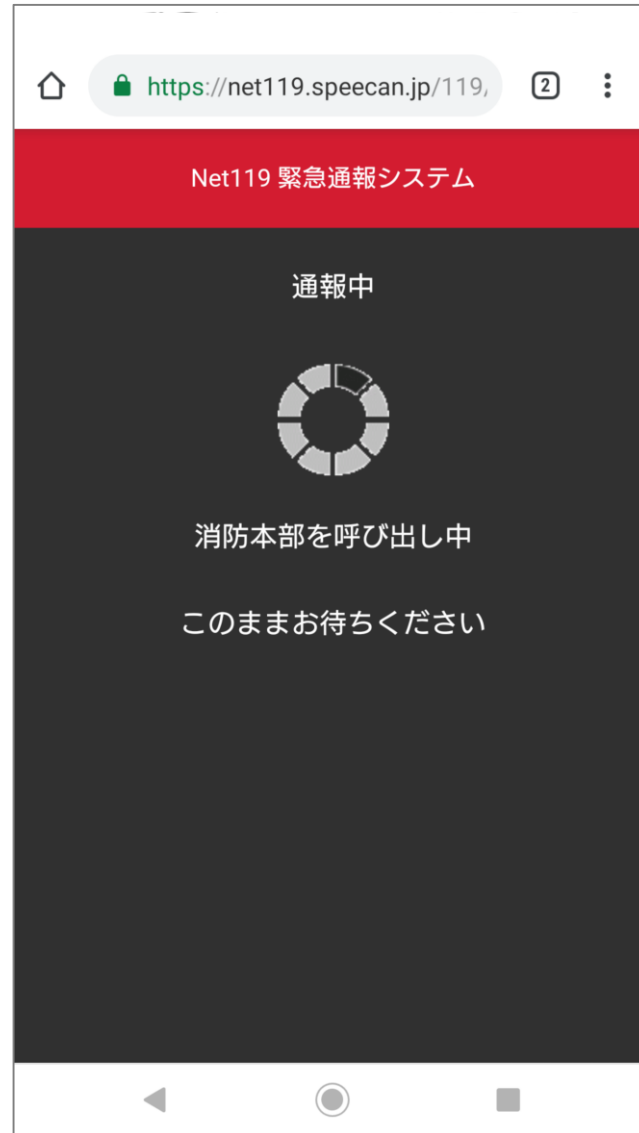 https://net119.speecan.jp/119/
2
Net119 緊急通報システム
通報中
消防本部を呼び出し中
このままお待ちください